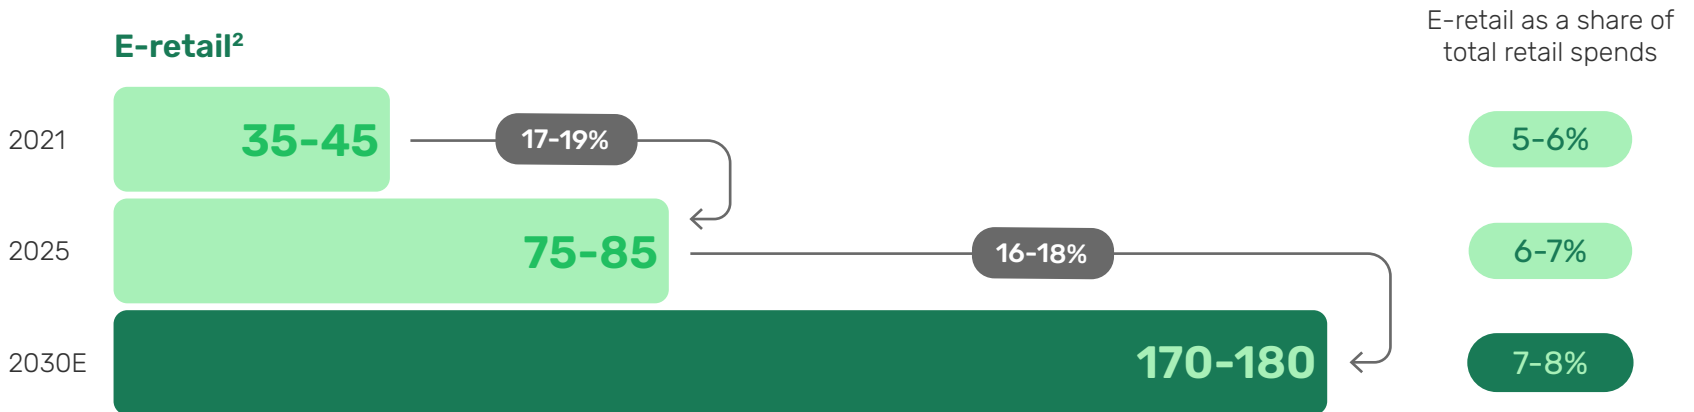 E-retail²
E-retail as a share of
total retail spends
2021
35-45
17-19%
5-6%
2025
75-85
16-18%
6-7%
2030E
170-180
7-8%